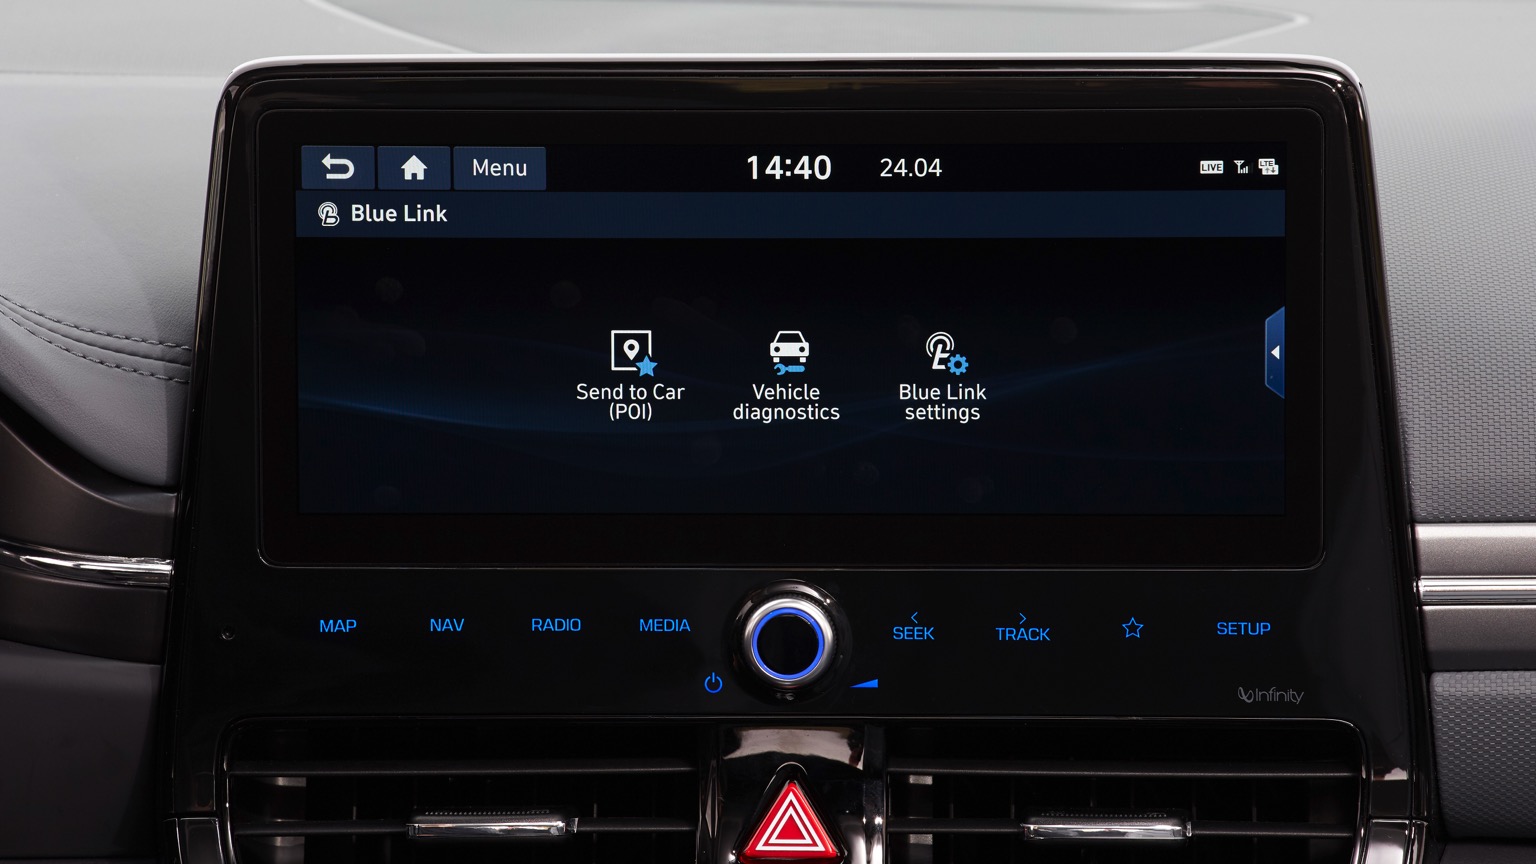 Menu
14:40
24.04
LIVE
LTE
Blue Link
Send to Car
(POI)
Vehicle
diagnostics
Blue Link
settings
MAP
NAV
RADIO
MEDIA
SEEK
TRACK
SETUP
Infinity